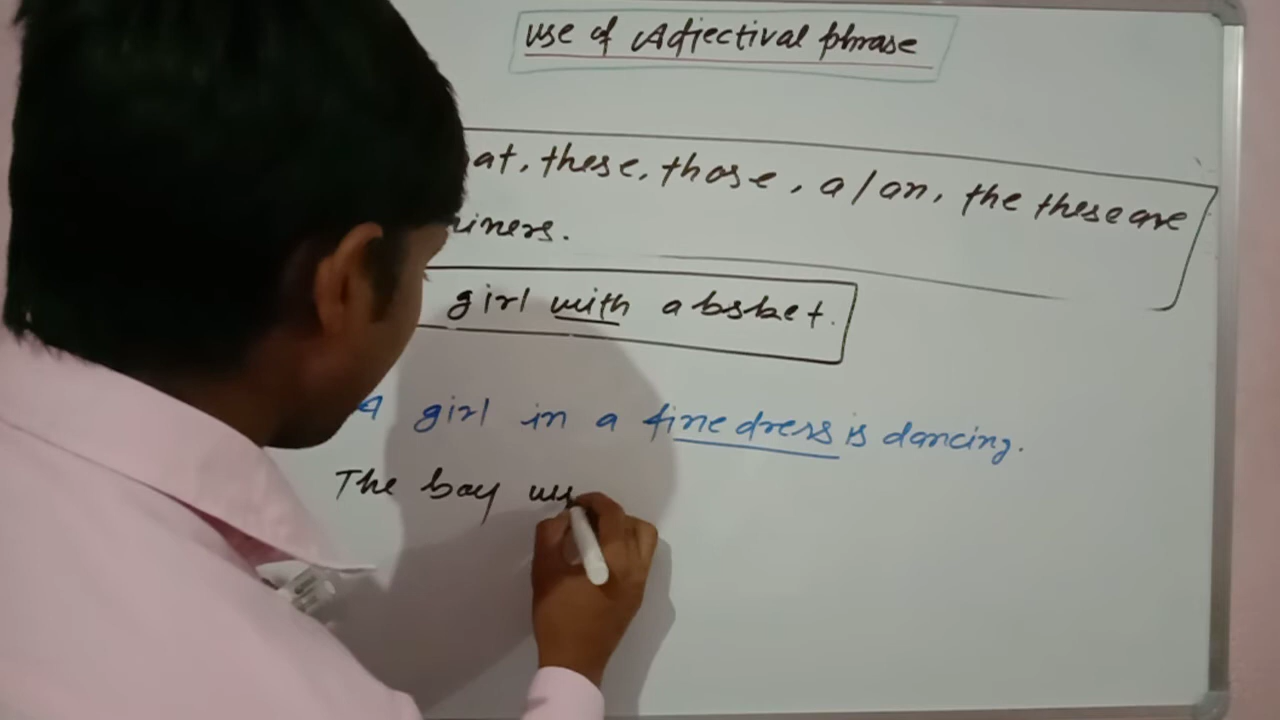 Use of Adjectival phrase
at, these, those, a/an, the these are
iners.
girl with a bsket.
A girl in a fine dress is dancing.
The boy